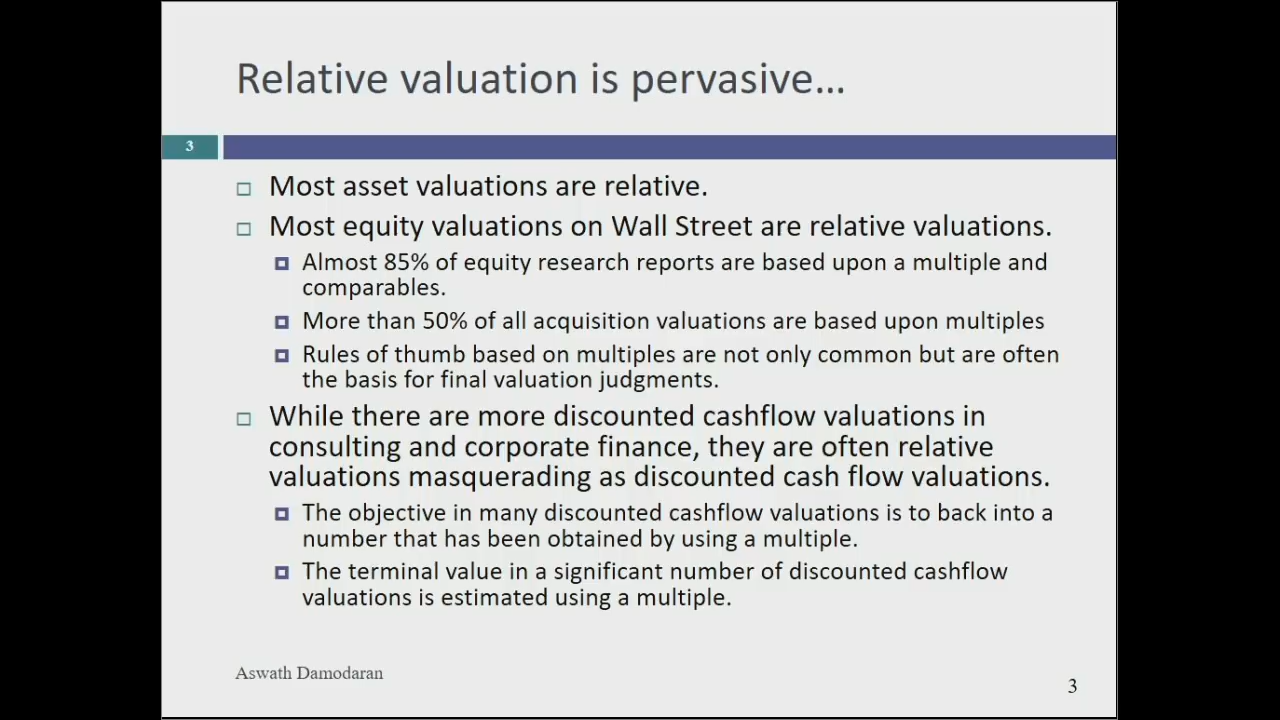 Relative valuation is pervasive...
3
Most asset valuations are relative.
Most equity valuations on Wall Street are relative valuations.
Almost 85% of equity research reports are based upon a multiple and
comparables.
More than 50% of all acquisition valuations are based upon multiples
Rules of thumb based on multiples are not only common but are often
the basis for final valuation judgments.
While there are more discounted cashflow valuations in
consulting and corporate finance, they are often relative
valuations masquerading as discounted cash flow valuations.
The objective in many discounted cashflow valuations is to back into a
number that has been obtained by using a multiple.
The terminal value in a significant number of discounted cashflow
valuations is estimated using a multiple.
Aswath Damodaran
3